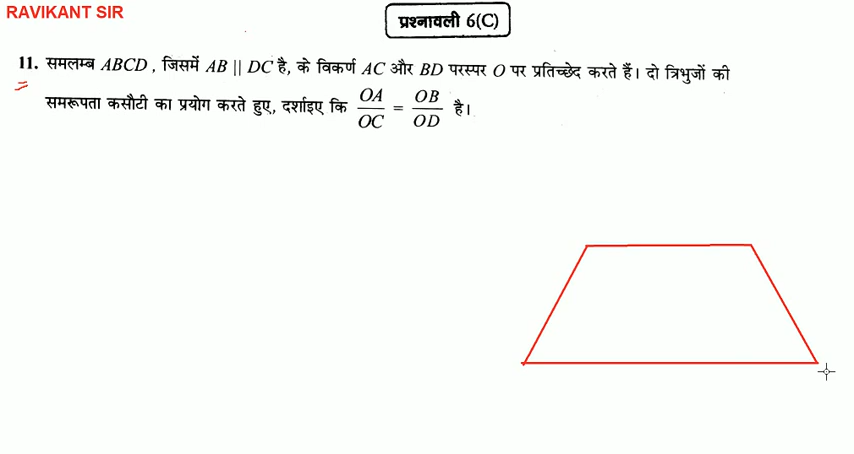 RAVIKANT SIR
प्रश्नावली 6(C)
11. समलम्ब ABCD, जिसमें AB || DC है, के विकर्ण AC और BD परस्पर O पर प्रतिच्छेद करते हैं। दो त्रिभुजों की
समरूपता कसौटी का प्रयोग करते हुए, दर्शाइए कि OA/OC = OB/OD है।